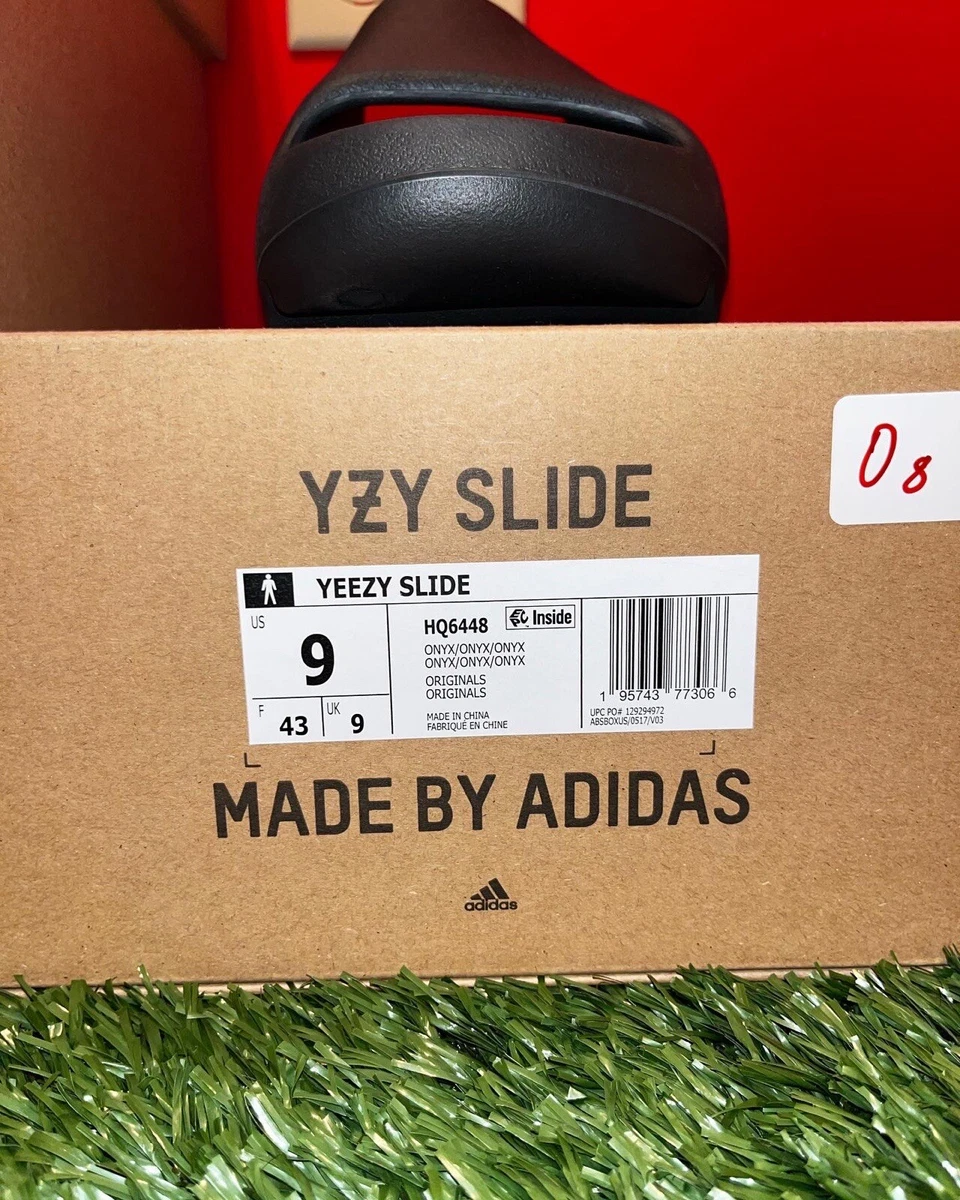 O8
YZY SLIDE
YEEZY SLIDE
US
9
F
43
UK
9
HQ6448
Inside
ONYX/ONYX/ONYX
ONYX/ONYX/ONYX
ORIGINALS
ORIGINALS
MADE IN CHINA
FABRIQUÉ EN CHINE
1 95743 77306 6
UPC PO# 129294972
ABSBOXUS/0517/V03
MADE BY ADIDAS
adidas